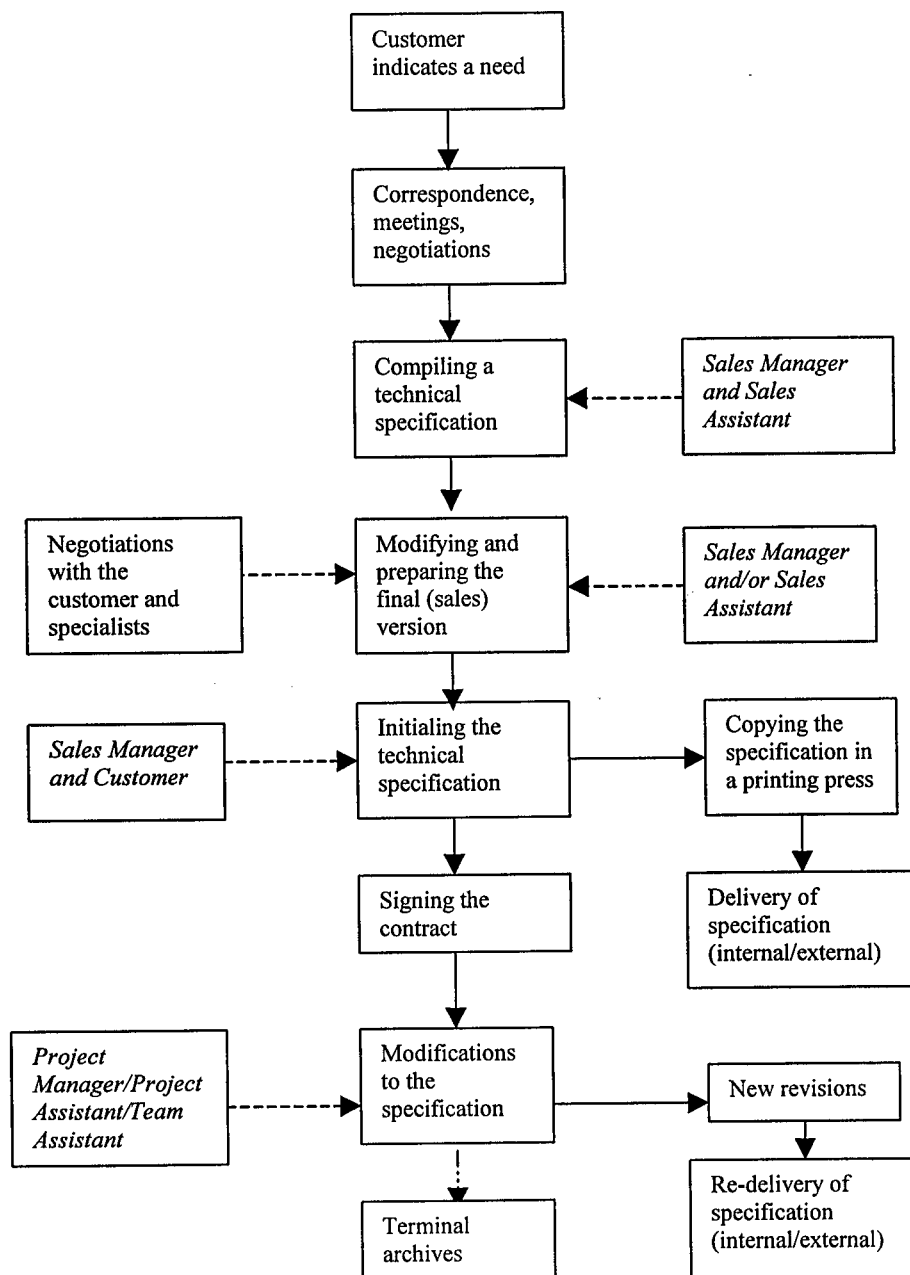 Customer
indicates a need
Correspondence,
meetings,
negotiations
Compiling a
technical
specification
Sales Manager
and Sales
Assistant
Negotiations
with the
customer and
specialists
Modifying and
preparing the
final (sales)
version
Sales Manager
and/or Sales
Assistant
Sales Manager
and Customer
Initialing the
technical
specification
Copying the
specification in
a printing press
Signing the
contract
Delivery of
specification
(internal/external)
Project
Manager/Project
Assistant/Team
Assistant
Modifications
to the
specification
New revisions
Terminal
archives
Re-delivery of
specification
(internal/external)